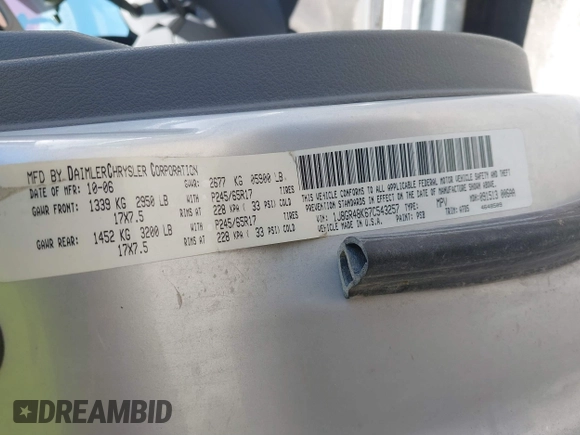 MFD BY DAIMLERCHRYSLER CORPORATION
DATE OF MFR: 10-06
GVWR: 2677 KG 05900 LB.
GAWR FRONT: 1339 KG 2950 LB
P245/65R17 TIRES
17X7.5 RIMS AT 228 KPA ( 33 PSI) COLD
GAWR REAR: 1452 KG 3200 LB
P245/65R17 TIRES
17X7.5 RIMS AT 228 KPA ( 33 PSI) COLD
THIS VEHICLE CONFORMS TO ALL APPLICABLE FEDERAL MOTOR VEHICLE SAFETY AND THEFT
PREVENTION STANDARDS IN EFFECT ON THE DATE OF MANUFACTURE SHOWN ABOVE.
VIN: 1J8GR48K67C543257 TYPE: MPV
VEHICLE MADE IN U.S.A. PAINT: TRIM:
DREAMBID